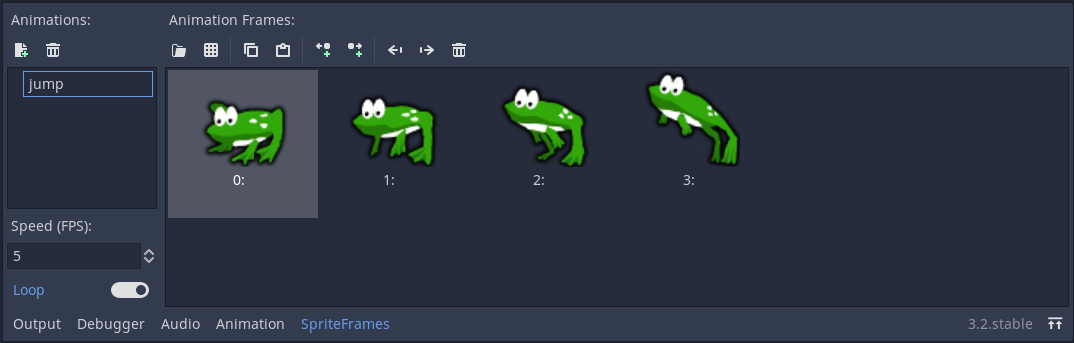 Animations:
Animation Frames:
jump
0:
1:
2:
3:
Speed (FPS):
5
Loop
Output Debugger Audio Animation SpriteFrames 3.2.stable